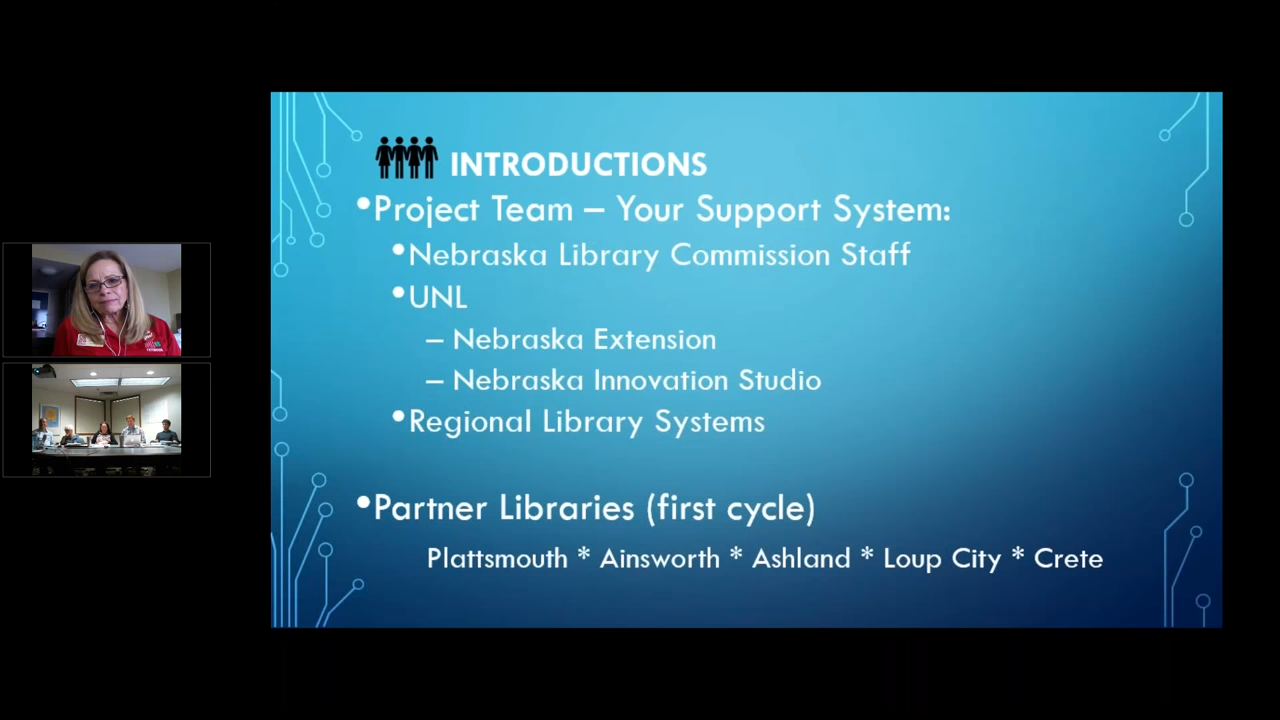 INTRODUCTIONS
•Project Team – Your Support System:
•Nebraska Library Commission Staff
•UNL
– Nebraska Extension
– Nebraska Innovation Studio
•Regional Library Systems
•Partner Libraries (first cycle)
Plattsmouth * Ainsworth * Ashland * Loup City * Crete